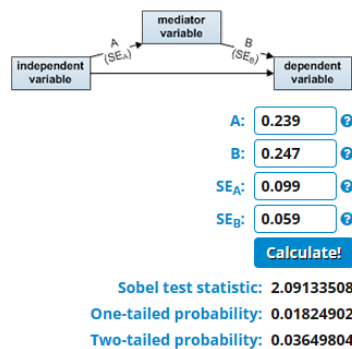 mediator
variable
A
(SEA)
B
(SEB)
independent
variable
dependent
variable
A: 0.239 ?
B: 0.247 ?
SEA: 0.099 ?
SEB: 0.059 ?
Calculate!
Sobel test statistic: 2.09133508
One-tailed probability: 0.01824902
Two-tailed probability: 0.03649804